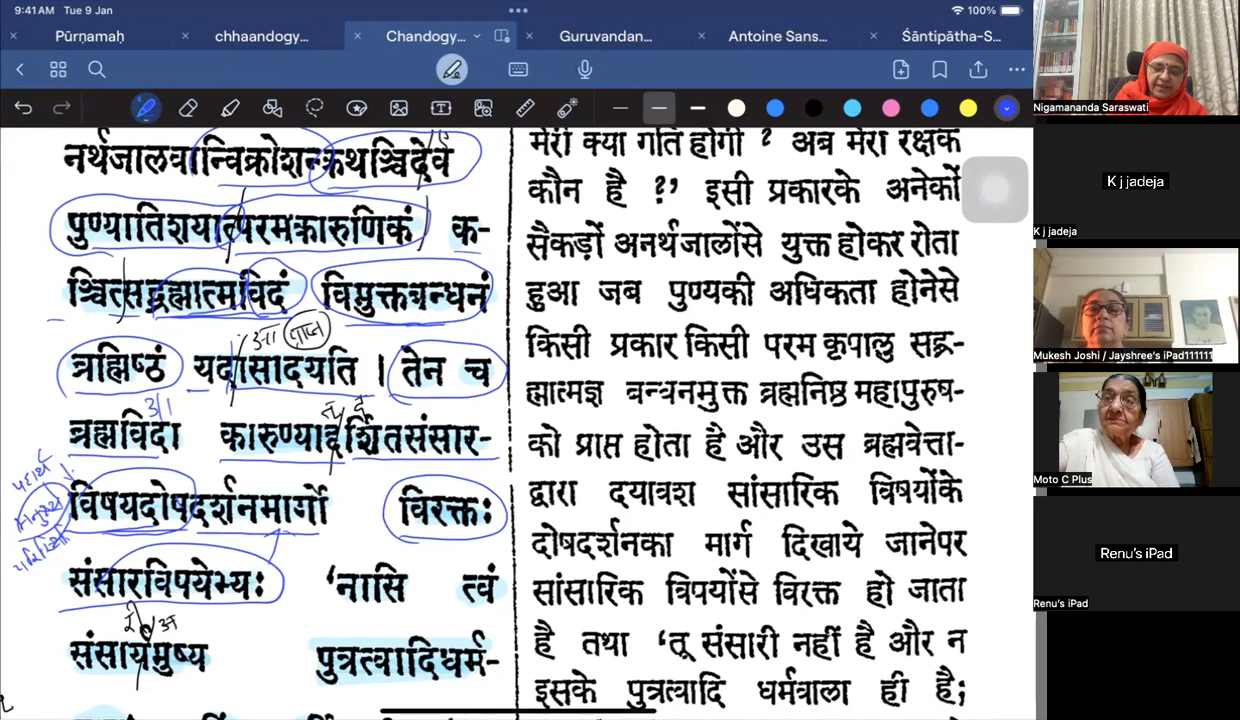 9:41AM Tue 9 Jan
100%
Pūrṇamaḥ
chhaandogy...
Chandogy...
Guruvandan...
Antoine Sans...
Śāntipātha-S...
नर्थजालवान्विक्रोशन्कथञ्चिदेव
पुण्यातिशयात्परमकारुणिकं क-
ञ्चित्सद्ब्रह्मात्मविदं विमुक्तबन्धनं
ब्रह्मिष्ठं यदासादयति । तेन च
ब्रह्मविदा कारुण्याद्दर्शितसंसार-
विषयदोषदर्शनमार्गो विरक्तः
संसारविषयेभ्यः 'नासि त्वं
संसार्यमुष्य पुत्रत्वादिधर्म-
मेरी क्या गति होगी ? अब मेरा रक्षक
कौन है ?' इसी प्रकारके अनेकों
सैकड़ों अनर्थजालोंसे युक्त होकर रोता
हुआ जब पुण्यकी अधिकता होनेसे
किसी प्रकार किसी परम कृपालु सद्ब्र-
ह्मात्मज्ञ बन्धनमुक्त ब्रह्मनिष्ठ महापुरुष-
को प्राप्त होता है और उस ब्रह्मवेत्ता-
द्वारा दयावश सांसारिक विषयोंके
दोषदर्शनका मार्ग दिखाये जानेपर
सांसारिक विषयोंसे विरक्त हो जाता
है तथा 'तू संसारी नहीं है और न
इसके पुत्रत्वादि धर्मवाला ही है;
Nigamananda Saraswati
K j jadeja
K j jadeja
Mukesh Joshi / Jayshree's iPad111111
Moto C Plus
Renu's iPad
Renu's iPad